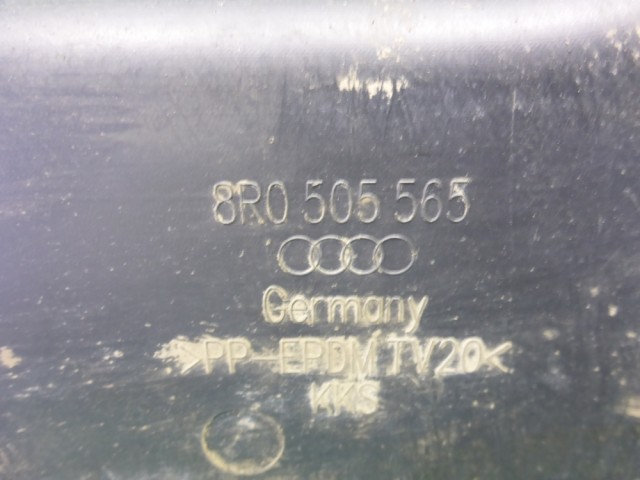 8R0 505 565
Germany
>PP-EPDM TV20<
KKS